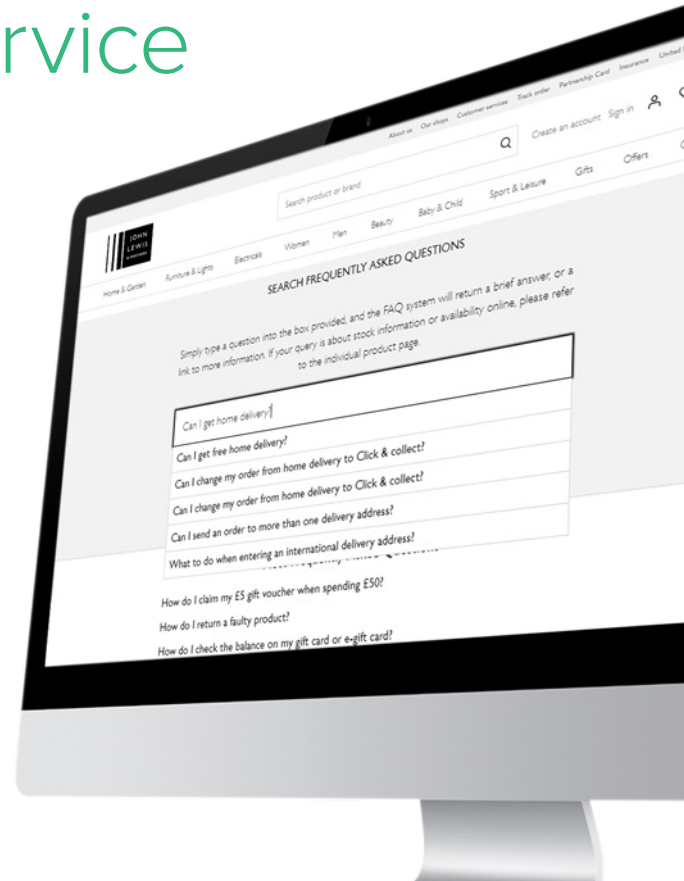 rvice
About us Our shops Customer services Track order Partnership Card Insurance United
Search product or brand
Create an account Sign in
JOHN
LEWIS
& PARTNERS
Home & Garden Furniture & Lights Electricals Women Men Beauty Baby & Child Sport & Leisure Gifts Offers
SEARCH FREQUENTLY ASKED QUESTIONS
Simply type a question into the box provided, and the FAQ system will return a brief answer, or a
link to more information. If your query is about stock information or availability online, please refer
to the individual product page.
Can I get home delivery?
Can I get free home delivery?
Can I change my order from home delivery to Click & collect?
Can I change my order from home delivery to Click & collect?
Can I send an order to more than one delivery address?
What to do when entering an international delivery address?
How do I claim my £5 gift voucher when spending £50?
How do I return a faulty product?
How do I check the balance on my gift card or e-gift card?